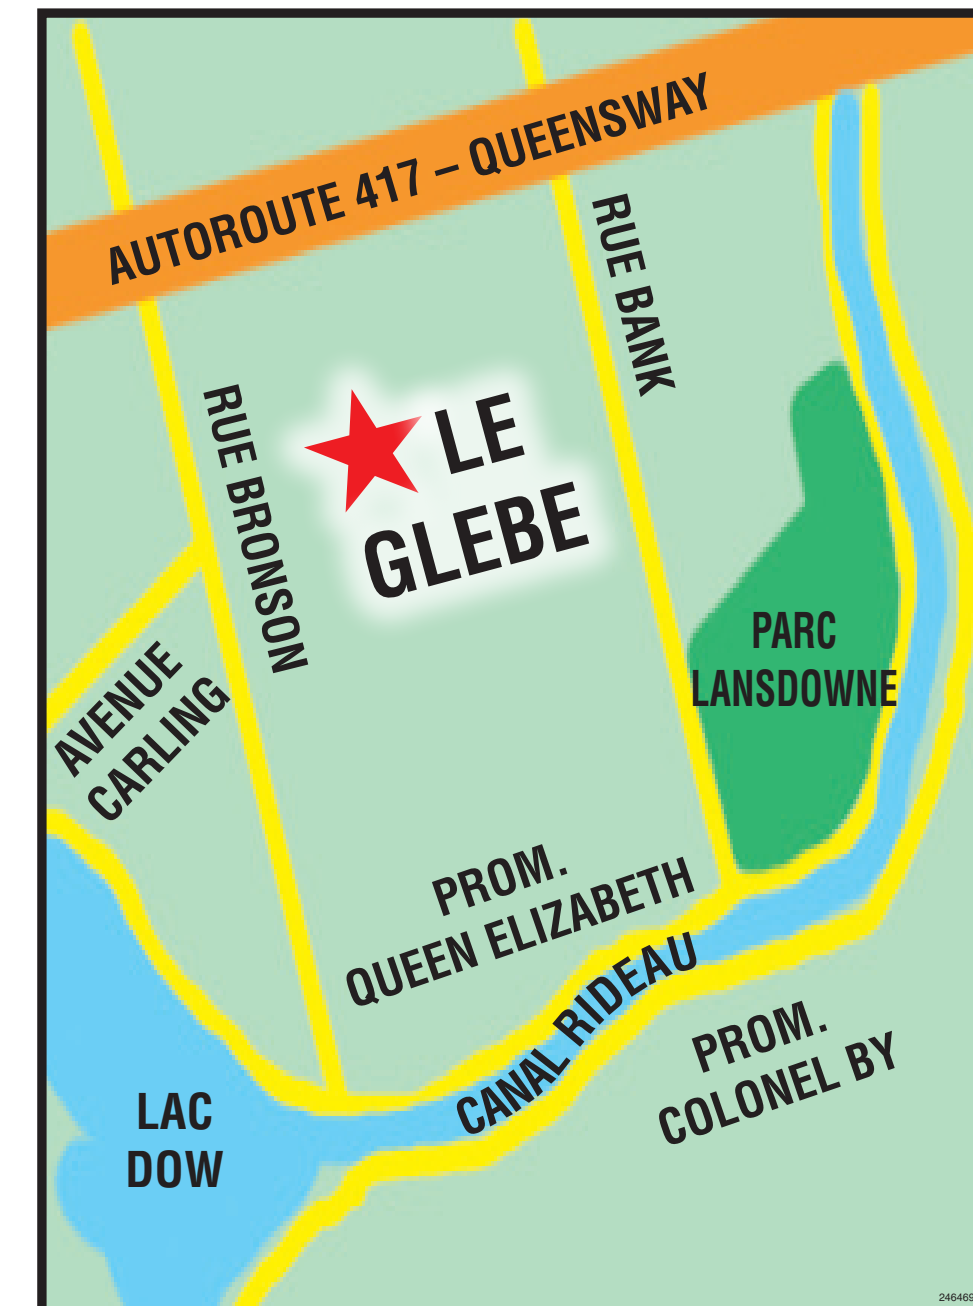 AUTOROUTE 417 – QUEENSWAY
RUE BANK
RUE BRONSON
LE
GLEBE
PARC
LANSDOWNE
AVENUE
CARLING
PROM.
QUEEN ELIZABETH
CANAL RIDEAU
PROM.
COLONEL BY
LAC
DOW
246469